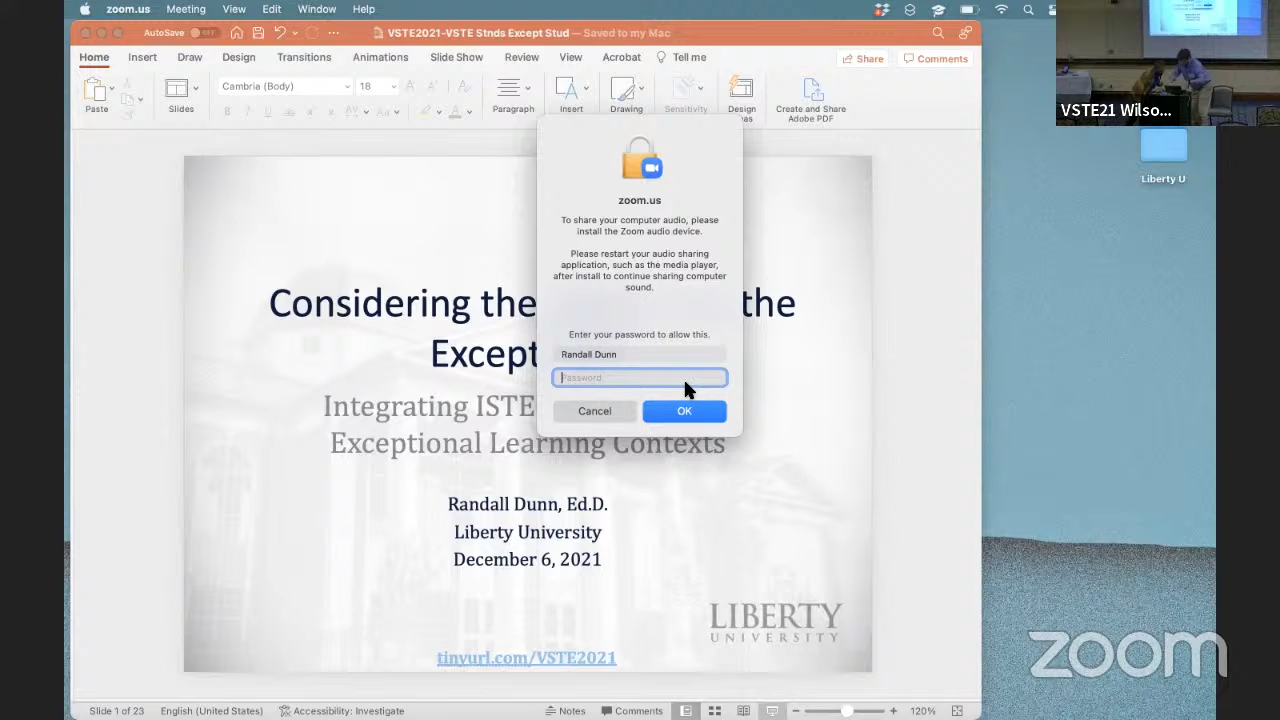 zoom.us Meeting View Edit Window Help
AutoSave OFF
VSTE2021-VSTE Stnds Except Stud — Saved to my Mac
Home Insert Draw Design Transitions Animations Slide Show Review View Acrobat Tell me Share Comments
Cambria (Body) 18
Paste Slides Paragraph Insert Drawing Sensitivity Design Create and Share
Adobe PDF
VSTE21 Wilso...
Liberty U
zoom.us
To share your computer audio, please
install the Zoom audio device.
Please restart your audio sharing
application, such as the media player,
after install to continue sharing computer
sound.
Enter your password to allow this.
Randall Dunn
Password
Cancel OK
Considering the the
Except
Integrating ISTE
Exceptional Learning Contexts
Randall Dunn, Ed.D.
Liberty University
December 6, 2021
LIBERTY
UNIVERSITY
tinyurl.com/VSTE2021
zoom
Slide 1 of 23 English (United States) Accessibility: Investigate Notes Comments 120%